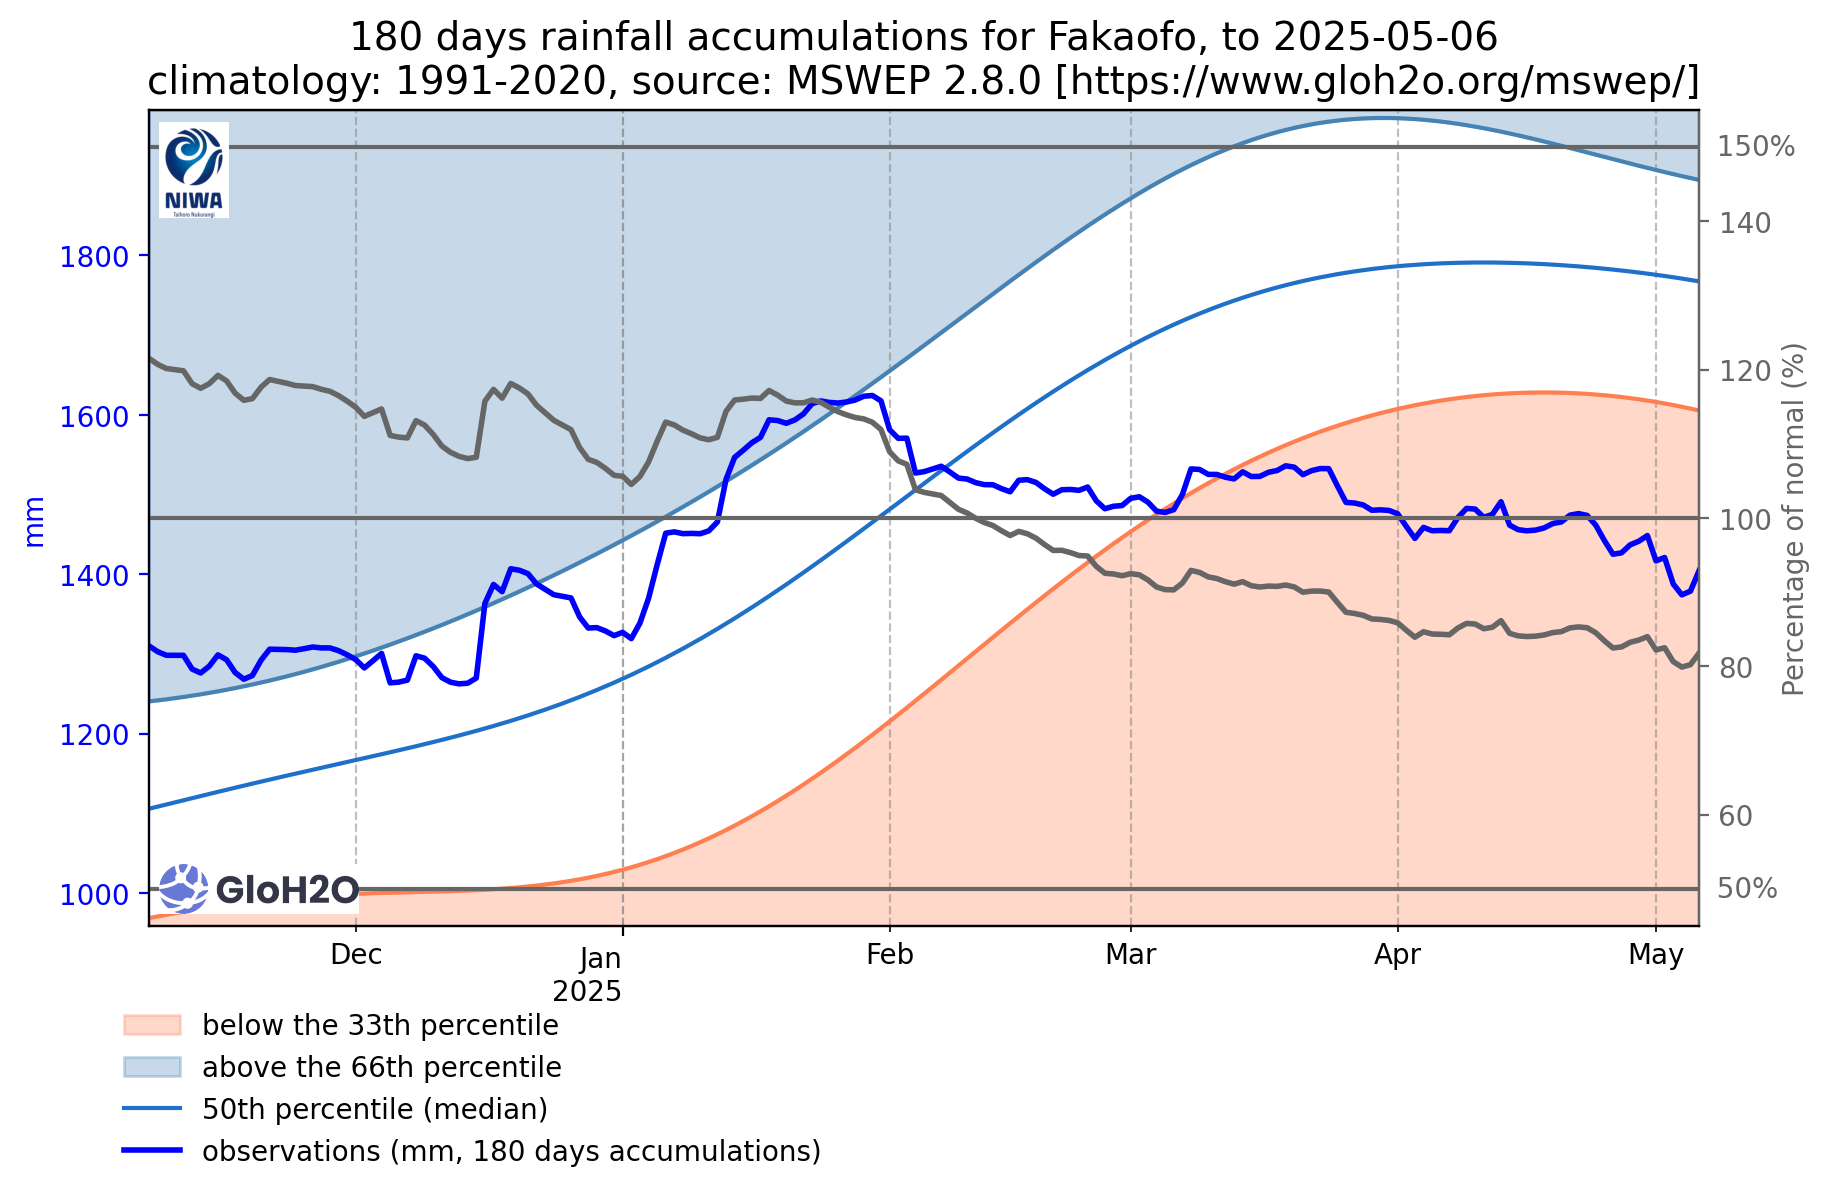 180 days rainfall accumulations for Fakaofo, to 2025-05-06
climatology: 1991-2020, source: MSWEP 2.8.0 [https://www.gloh2o.org/mswep/]
NIWA
Taihoro Nukurangi
150%
140
1800
120
1600
Percentage of normal (%)
mm
100
1400
80
1200
60
GloH2O
50%
1000
Dec
Jan
2025
Feb
Mar
Apr
May
below the 33th percentile
above the 66th percentile
50th percentile (median)
observations (mm, 180 days accumulations)